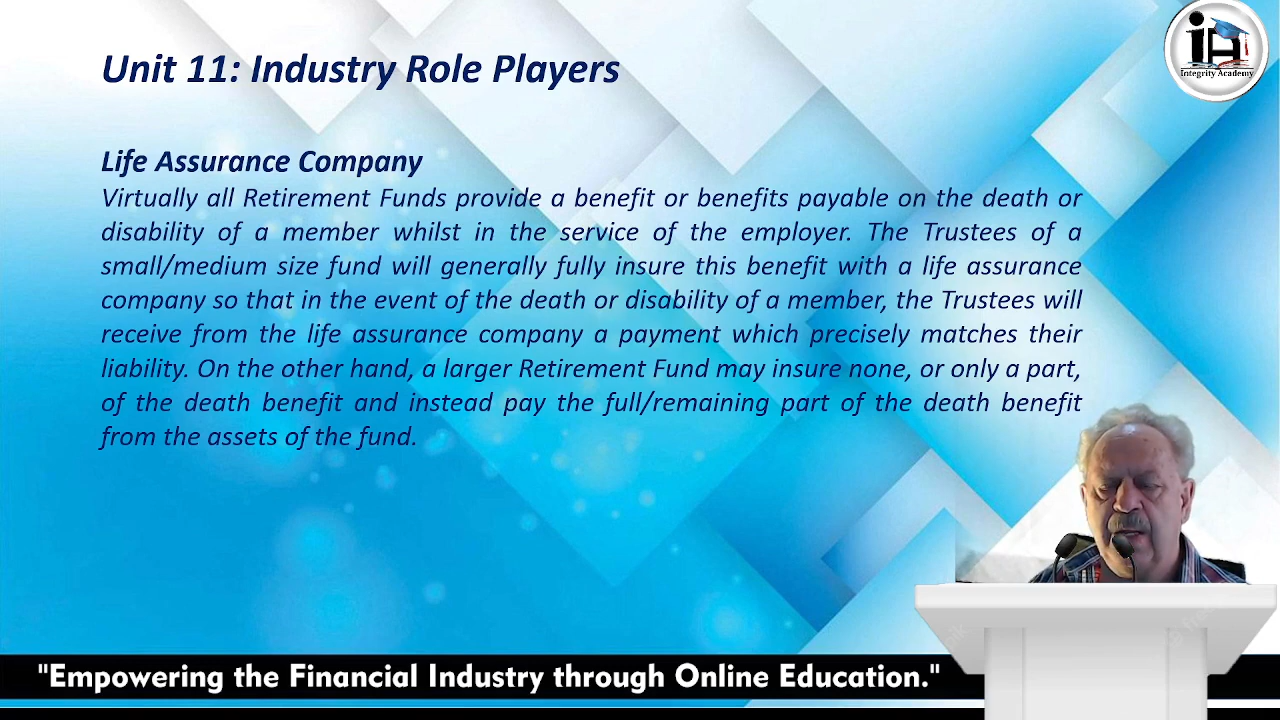 Unit 11: Industry Role Players
Integrity Academy
Life Assurance Company
Virtually all Retirement Funds provide a benefit or benefits payable on the death or
disability of a member whilst in the service of the employer. The Trustees of a
small/medium size fund will generally fully insure this benefit with a life assurance
company so that in the event of the death or disability of a member, the Trustees will
receive from the life assurance company a payment which precisely matches their
liability. On the other hand, a larger Retirement Fund may insure none, or only a part,
of the death benefit and instead pay the full/remaining part of the death benefit
from the assets of the fund.
"Empowering the Financial Industry through Online Education."